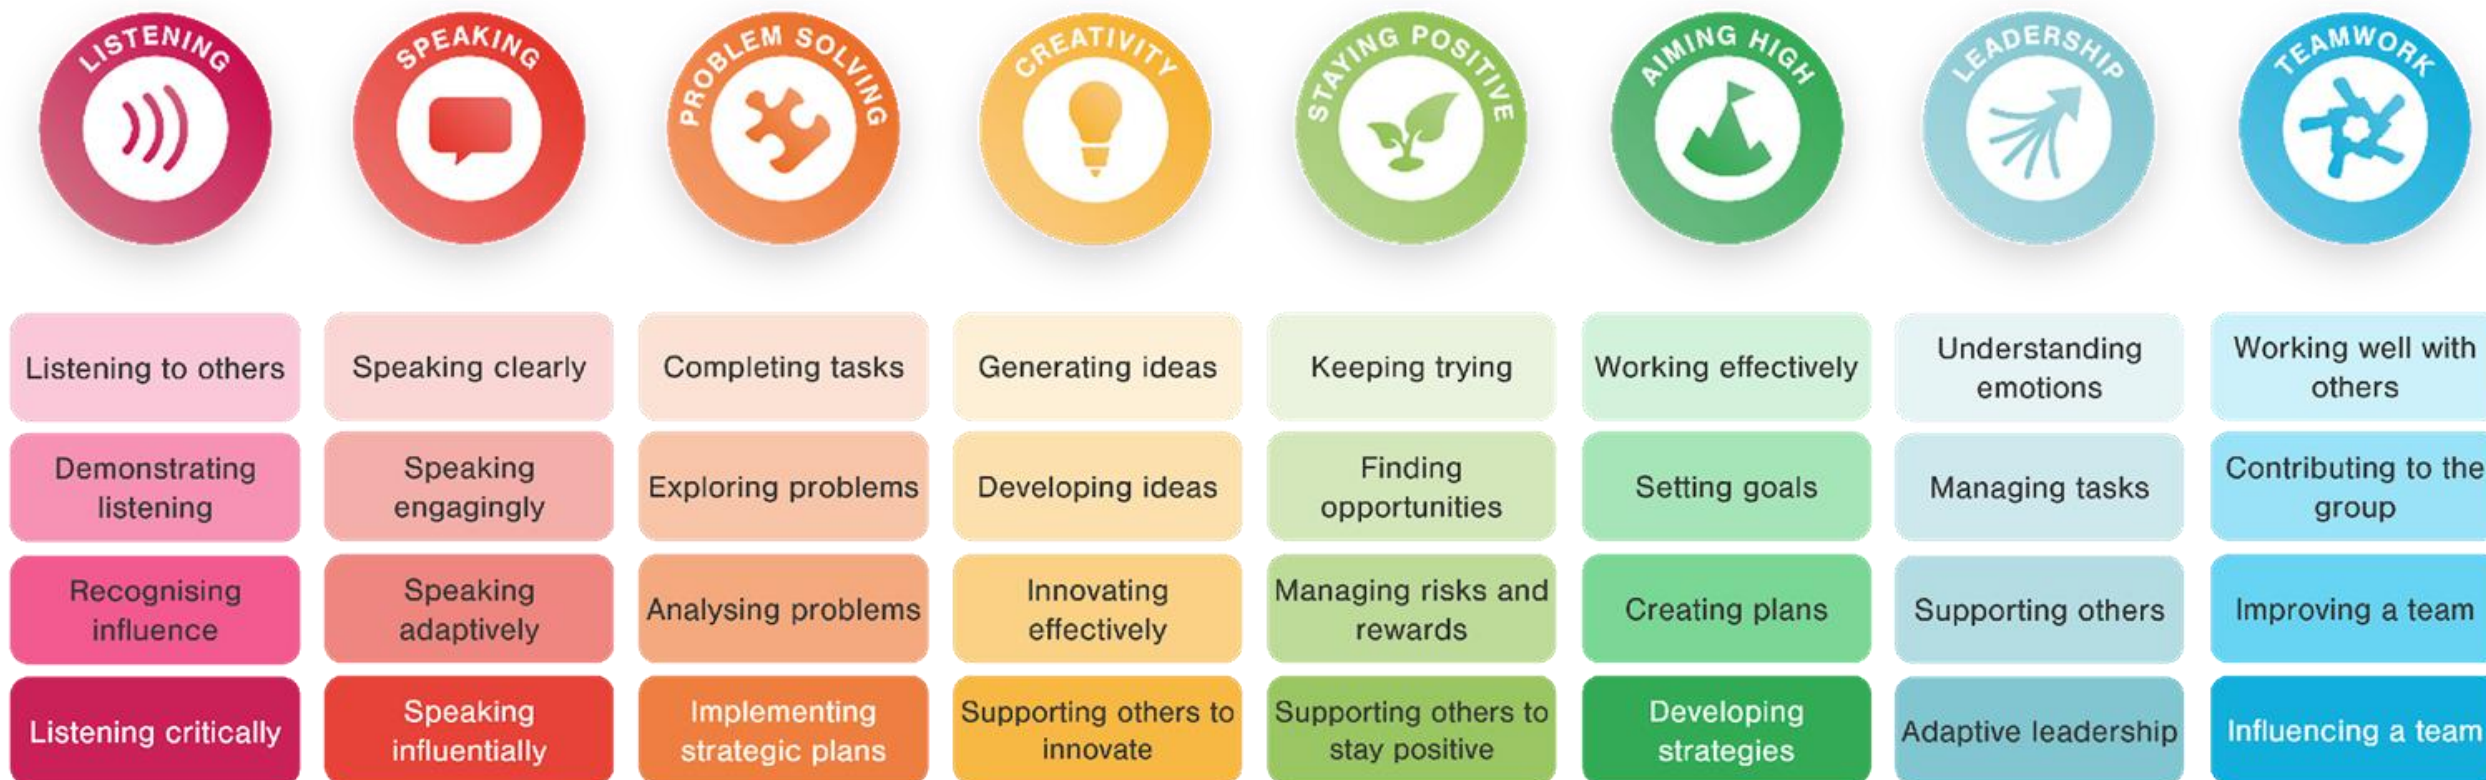 LISTENING
SPEAKING
PROBLEM SOLVING
CREATIVITY
STAYING POSITIVE
AIMING HIGH
LEADERSHIP
TEAMWORK
Listening to others
Speaking clearly
Completing tasks
Generating ideas
Keeping trying
Working effectively
Understanding
emotions
Working well with
others
Demonstrating
listening
Speaking
engagingly
Exploring problems
Developing ideas
Finding
opportunities
Setting goals
Managing tasks
Contributing to the
group
Recognising
influence
Speaking
adaptively
Analysing problems
Innovating
effectively
Managing risks and
rewards
Creating plans
Supporting others
Improving a team
Listening critically
Speaking
influentially
Implementing
strategic plans
Supporting others to
innovate
Supporting others to
stay positive
Developing
strategies
Adaptive leadership
Influencing a team